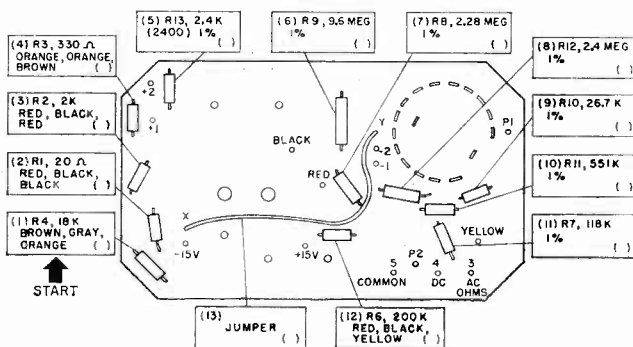 (5) R13, 2.4K
(2400) 1%
( )
(6) R9, 9.6 MEG
1%
( )
(7) R8, 2.28 MEG
1%
( )
(4) R3, 330 Ω
ORANGE, ORANGE,
BROWN ( )
(8) R12, 2.4 MEG
1%
( )
(3) R2, 2K
RED, BLACK,
RED ( )
(9) R10, 26.7 K
1%
( )
(2) R1, 20 Ω
RED, BLACK,
BLACK ( )
(10) R11, 551 K
1%
( )
(1) R4, 18K
BROWN, GRAY,
ORANGE ( )
(11) R7, 118 K
1%
( )
START
+2
+1
BLACK
RED
Y
-2
-1
P1
X
-15V
+15V
YELLOW
5
P2
4
3
COMMON
DC
AC
OHMS
(13)
JUMPER
( )
(12) R6, 200 K
RED, BLACK,
YELLOW ( )